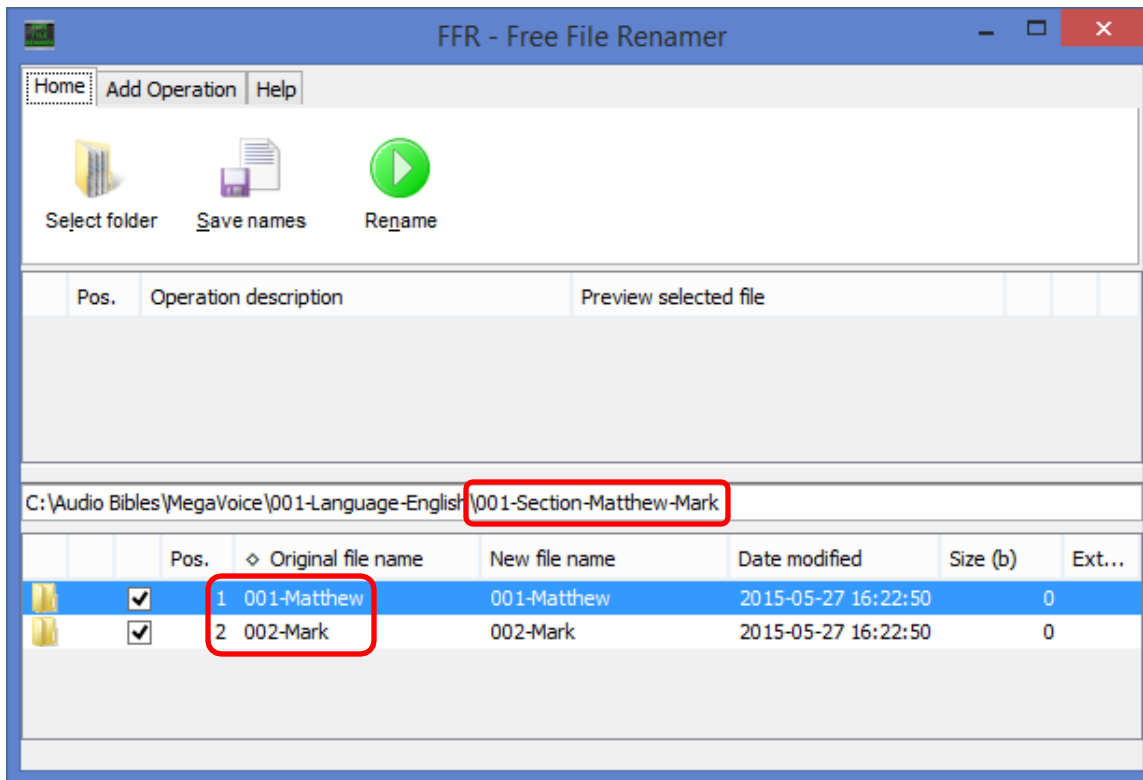 FFR - Free File Renamer
Home Add Operation Help
Select folder Save names Rename
Pos. Operation description Preview selected file
C:\Audio Bibles\MegaVoice\001-Language-English\001-Section-Matthew-Mark
Pos. Original file name New file name Date modified Size (b) Ext...
1 001-Matthew 001-Matthew 2015-05-27 16:22:50 0
2 002-Mark 002-Mark 2015-05-27 16:22:50 0